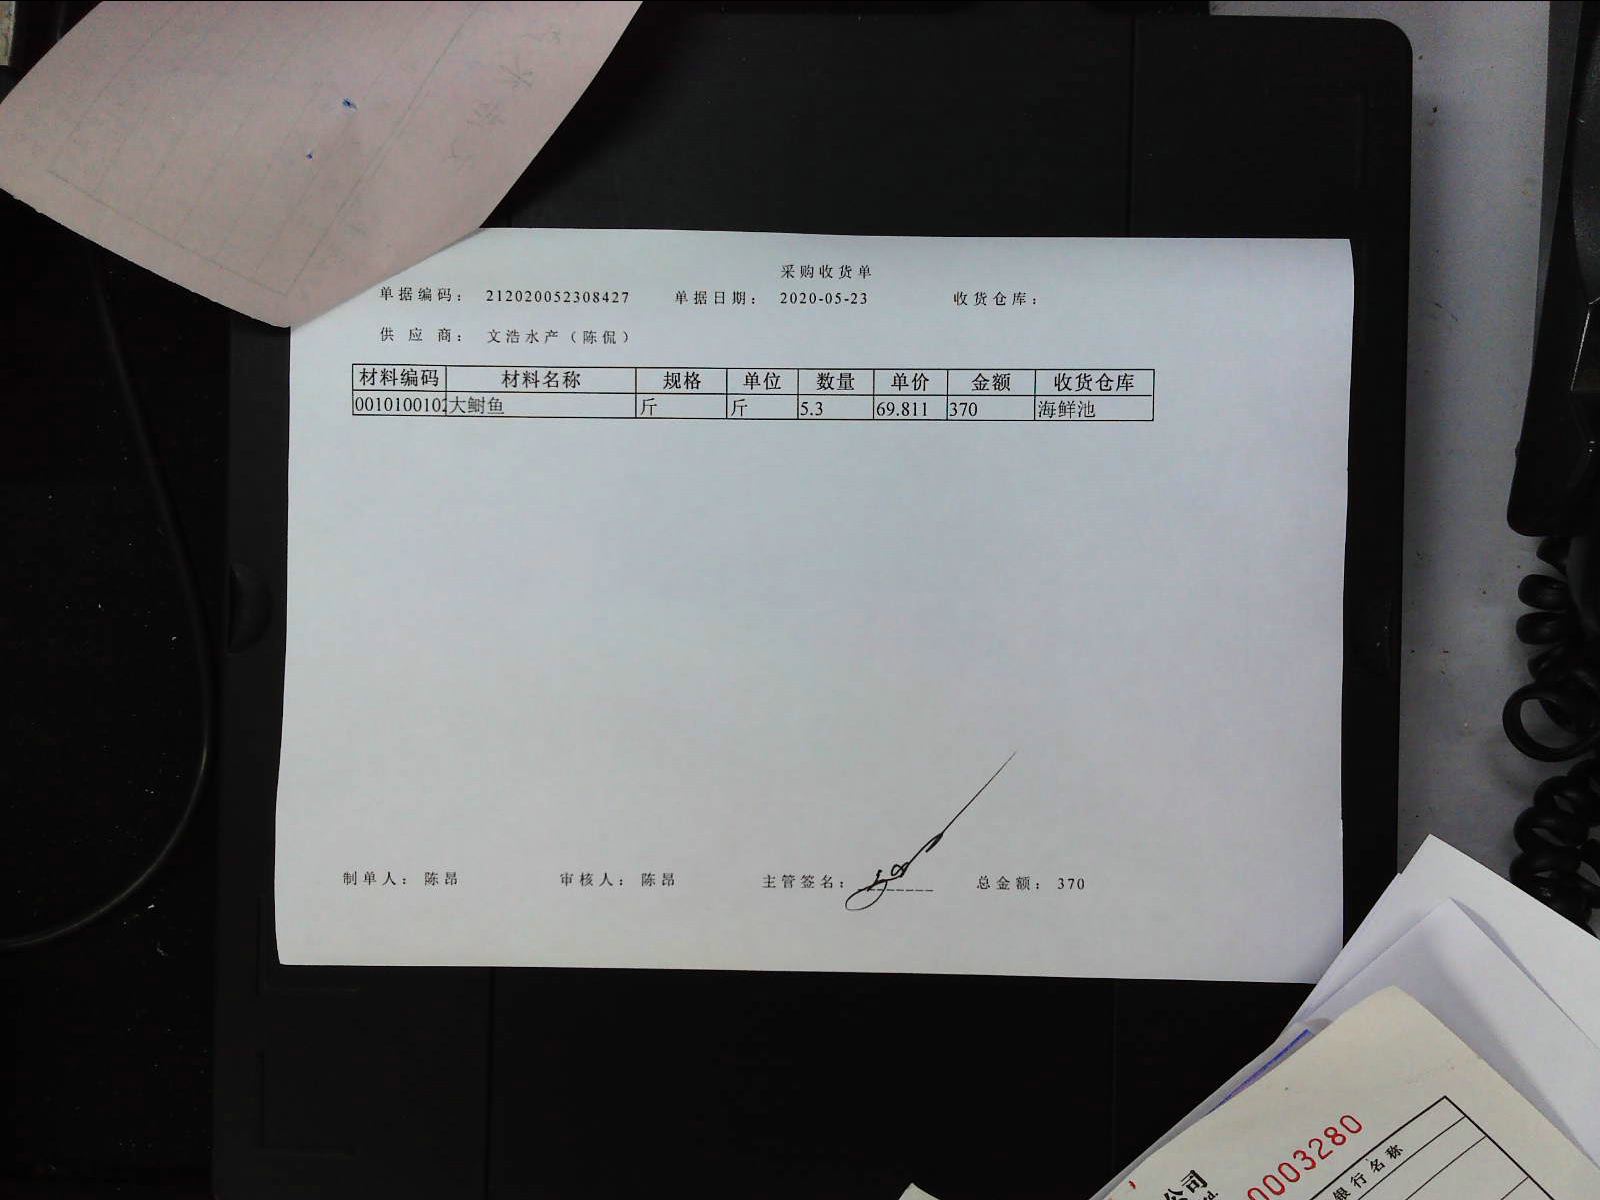 采购收货单
单据编码： 212020052308427 单据日期： 2020-05-23 收货仓库：
供 应 商： 文浩水产（陈侃）
材料编码 材料名称 规格 单位 数量 单价 金额 收货仓库
0010100102 大鲥鱼 斤 斤 5.3 69.811 370 海鲜池
制单人： 陈昂 审核人： 陈昂 主管签名： 总金额： 370
公司
0003280
银行名称